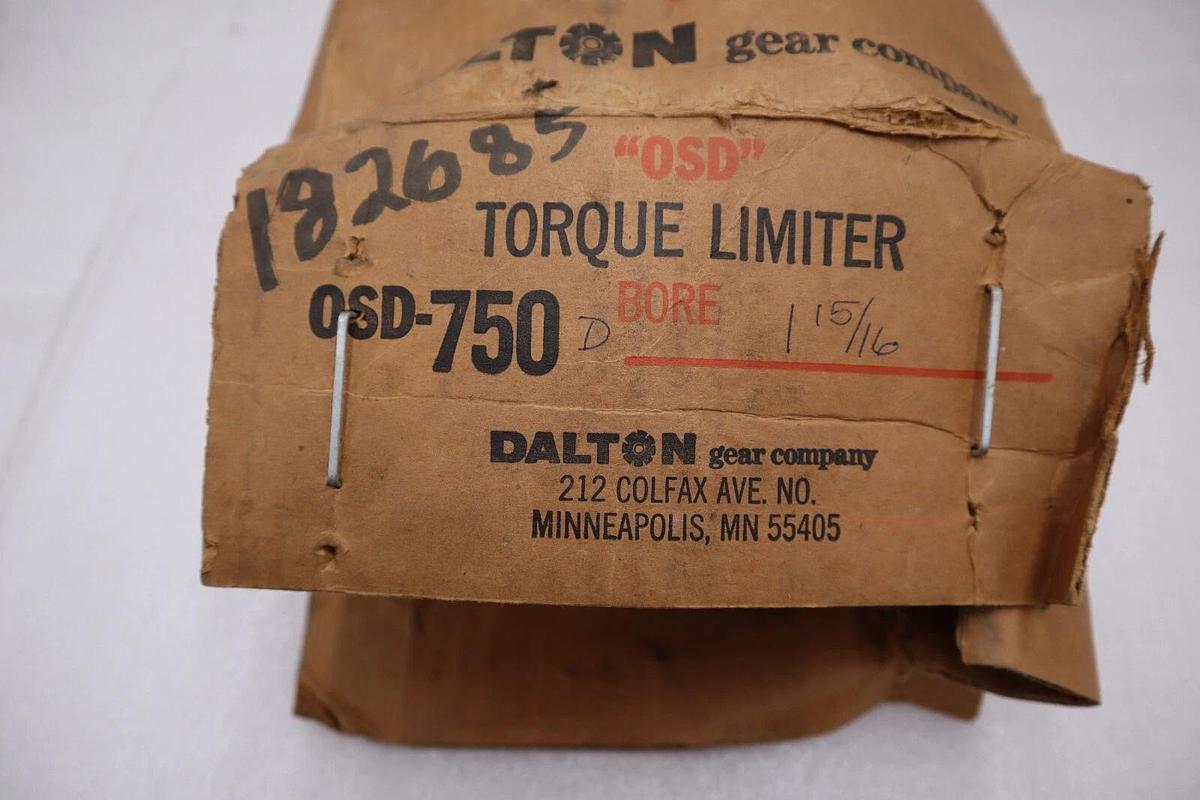 DALTON gear company
182685
"OSD"
TORQUE LIMITER
OSD-750 D BORE 1 15/16
DALTON gear company
212 COLFAX AVE. NO.
MINNEAPOLIS, MN 55405